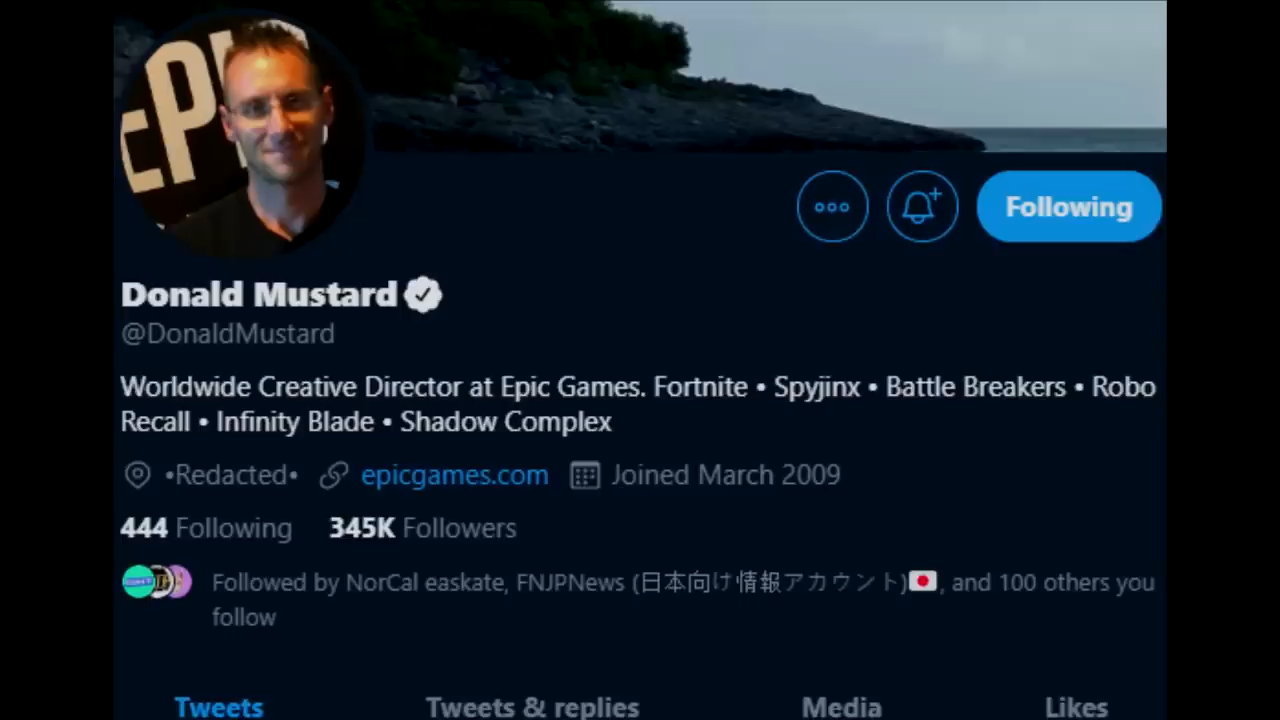 EPIC
Following
Donald Mustard
@DonaldMustard
Worldwide Creative Director at Epic Games. Fortnite • Spyjinx • Battle Breakers • Robo
Recall • Infinity Blade • Shadow Complex
•Redacted• epicgames.com Joined March 2009
444 Following 345K Followers
Followed by NorCal easkate, FNJPNews (日本向け情報アカウント)🇯🇵, and 100 others you
follow
Tweets Tweets & replies Media Likes